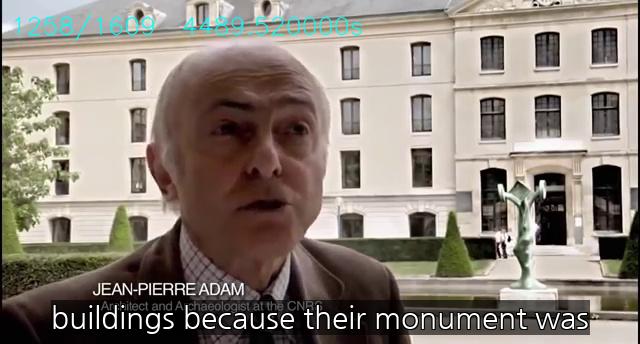 1258/1609 4489.520000s
JEAN-PIERRE ADAM
Architect and Archaeologist at the CNRS
buildings because their monument was